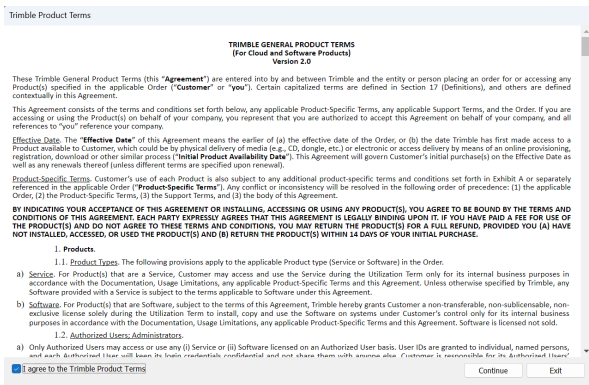 Trimble Product Terms
TRIMBLE GENERAL PRODUCT TERMS
(For Cloud and Software Products)
Version 2.0
These Trimble General Product Terms (this "Agreement") are entered into by and between Trimble and the entity or person placing an order for or accessing any
Product(s) specified in the applicable Order ("Customer" or "you"). Certain capitalized terms are defined in Section 17 (Definitions), and others are defined
contextually in this Agreement.
This Agreement consists of the terms and conditions set forth below, any applicable Product-Specific Terms, any applicable Support Terms, and the Order. If you are
accessing or using the Product(s) on behalf of your company, you represent that you are authorized to accept this Agreement on behalf of your company, and all
references to "you" reference your company.
Effective Date. The "Effective Date" of this Agreement means the earlier of (a) the effective date of the Order, or (b) the date Trimble has first made access to a
Product available to Customer, which could be by physical delivery of media (e.g., CD, dongle, etc.) or electronic access or delivery by means of an online provisioning,
registration, download or other similar process ("Initial Product Availability Date"). This Agreement will govern Customer's initial purchase(s) on the Effective Date as
well as any renewals thereof (unless different terms are specified upon renewal).
Product-Specific Terms. Customer's use of each Product is also subject to any additional product-specific terms and conditions set forth in Exhibit A or separately
referenced in the applicable Order ("Product-Specific Terms"). Any conflict or inconsistency will be resolved in the following order of precedence: (1) the applicable
Order, (2) the Product-Specific Terms, (3) the Support Terms, and (3) the body of this Agreement.
BY INDICATING YOUR ACCEPTANCE OF THIS AGREEMENT OR INSTALLING, ACCESSING OR USING ANY PRODUCT(S), YOU AGREE TO BE BOUND BY THE TERMS AND
CONDITIONS OF THIS AGREEMENT. EACH PARTY EXPRESSLY AGREES THAT THIS AGREEMENT IS LEGALLY BINDING UPON IT. IF YOU HAVE PAID A FEE FOR USE OF
THE PRODUCT(S) AND DO NOT AGREE TO THESE TERMS AND CONDITIONS, YOU MAY RETURN THE PRODUCT(S) FOR A FULL REFUND, PROVIDED YOU (A) HAVE
NOT INSTALLED, ACCESSED, OR USED THE PRODUCT(S) AND (B) RETURN THE PRODUCT(S) WITHIN 14 DAYS OF YOUR INITIAL PURCHASE.
1. Products.
1.1. Product Types. The following provisions apply to the applicable Product type (Service or Software) in the Order.
a) Service. For Product(s) that are a Service, Customer may access and use the Service during the Utilization Term only for its internal business purposes in
accordance with the Documentation, Usage Limitations, any applicable Product-Specific Terms and this Agreement. Unless otherwise specified by Trimble, any
Software provided with a Service is subject to the terms applicable to Software under this Agreement.
b) Software. For Product(s) that are Software, subject to the terms of this Agreement, Trimble hereby grants Customer a non-transferable, non-sublicensable, non-
exclusive license solely during the Utilization Term to install, copy and use the Software on systems under Customer's control only for its internal business
purposes in accordance with the Documentation, Usage Limitations, any applicable Product-Specific Terms and this Agreement. Software is licensed not sold.
1.2. Authorized Users; Administrators.
a) Only Authorized Users may access or use any (i) Service or (ii) Software licensed on an Authorized User basis. User IDs are granted to individual, named persons,
and each Authorized User will keep its login credentials confidential and not share them with anyone else. Customer is responsible for its Authorized Users'
I agree to the Trimble Product Terms
Continue
Exit